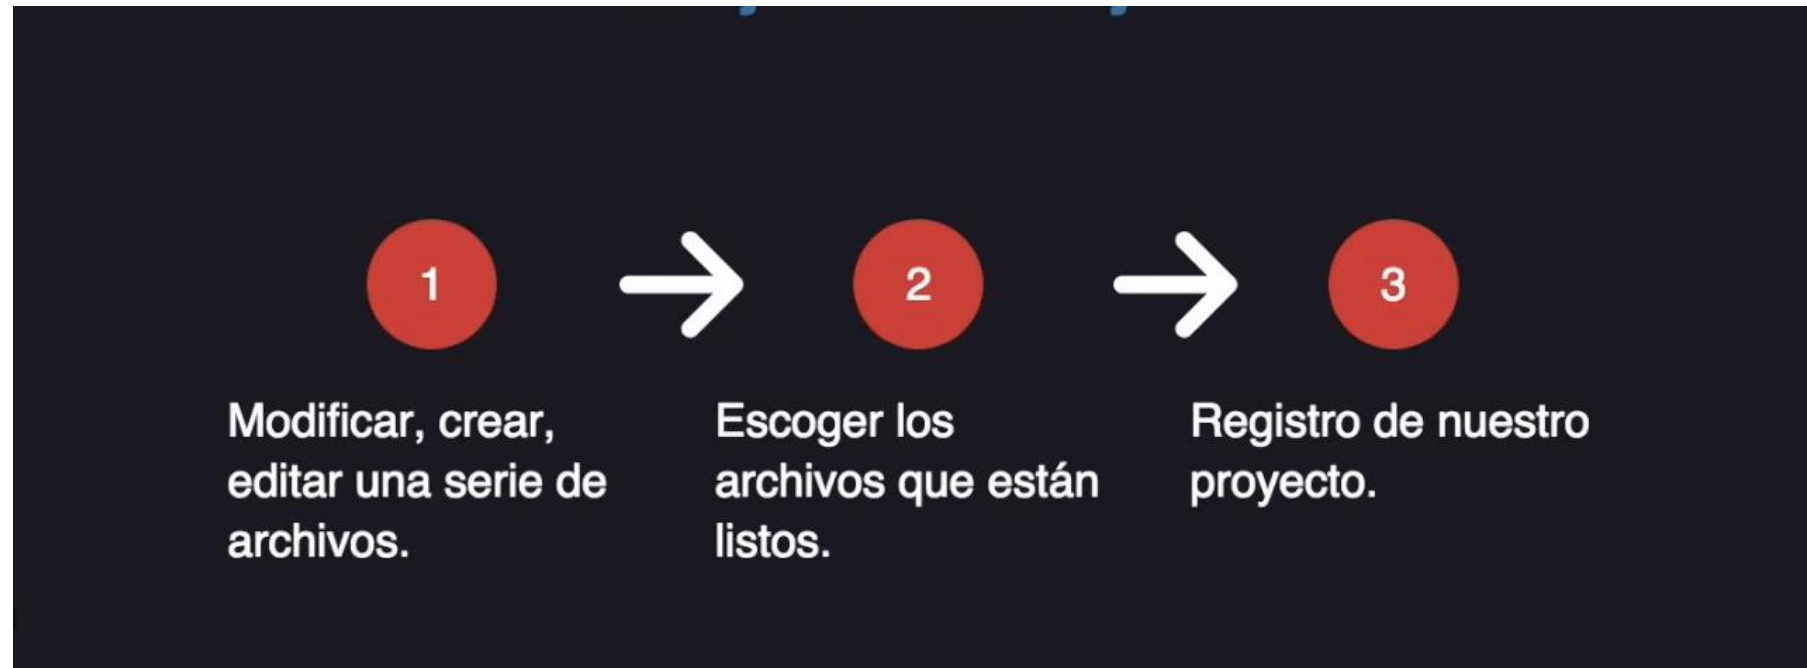 1
2
3
Modificar, crear,
editar una serie de
archivos.
Escoger los
archivos que están
listos.
Registro de nuestro
proyecto.